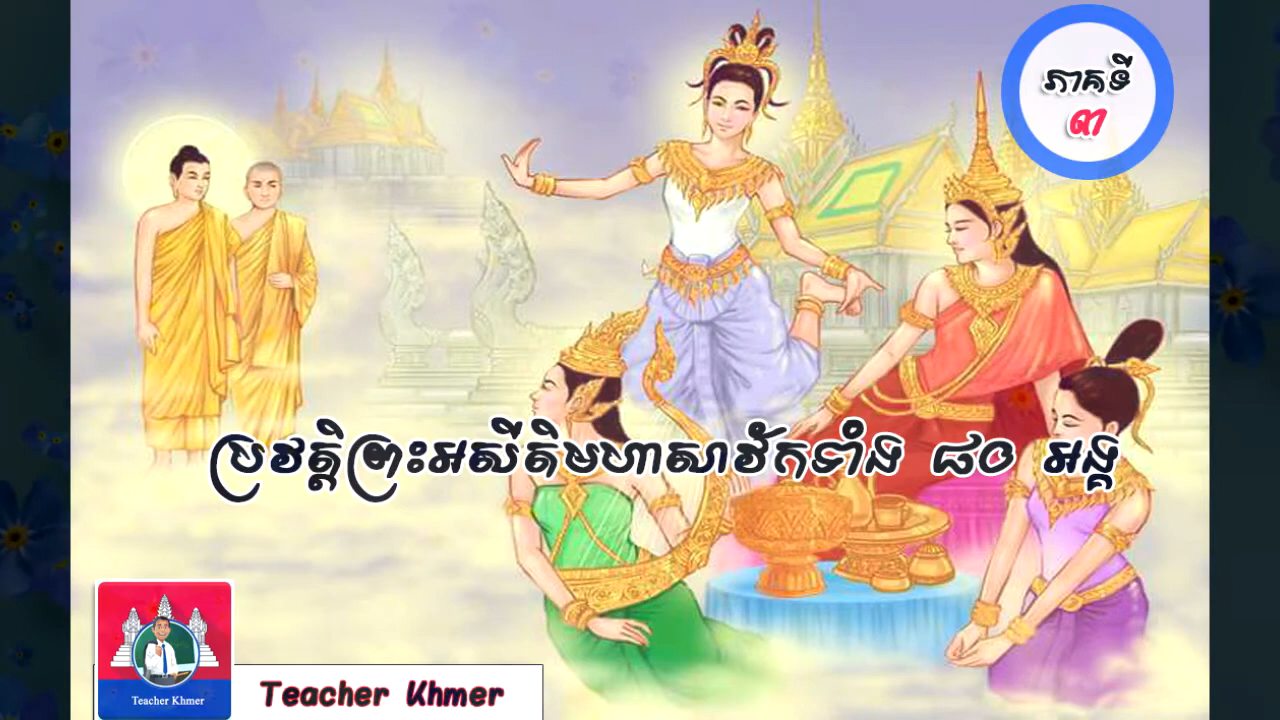 ភាគទី
៣
ប្រវត្តិព្រះអសីតិមហាសាវ័កទាំង ៨០ អង្គ
Teacher Khmer
Teacher Khmer